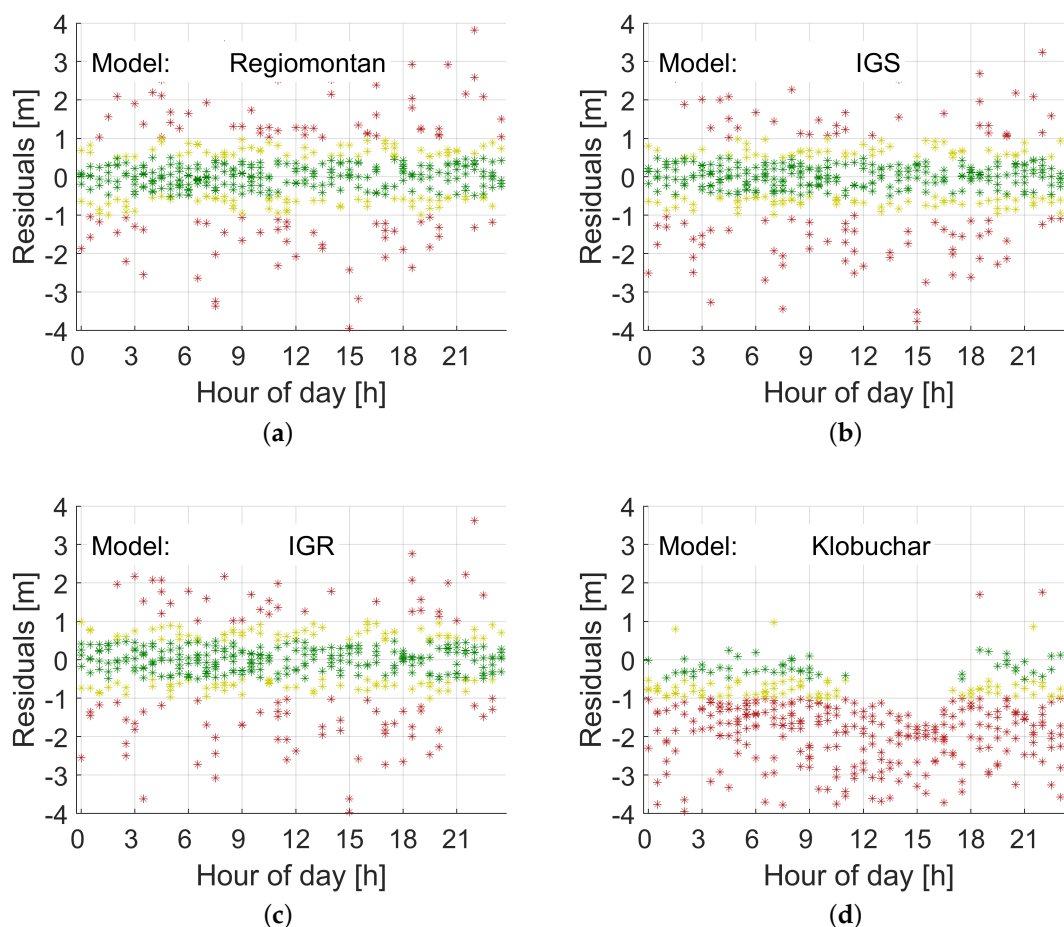 4
3
2
1
0
-1
-2
-3
-4
Residuals [m]
Model: Regiomontan
0 3 6 9 12 15 18 21
Hour of day [h]
(a)
4
3
2
1
0
-1
-2
-3
-4
Residuals [m]
Model: IGS
0 3 6 9 12 15 18 21
Hour of day [h]
(b)
4
3
2
1
0
-1
-2
-3
-4
Residuals [m]
Model: IGR
0 3 6 9 12 15 18 21
Hour of day [h]
(c)
4
3
2
1
0
-1
-2
-3
-4
Residuals [m]
Model: Klobuchar
0 3 6 9 12 15 18 21
Hour of day [h]
(d)